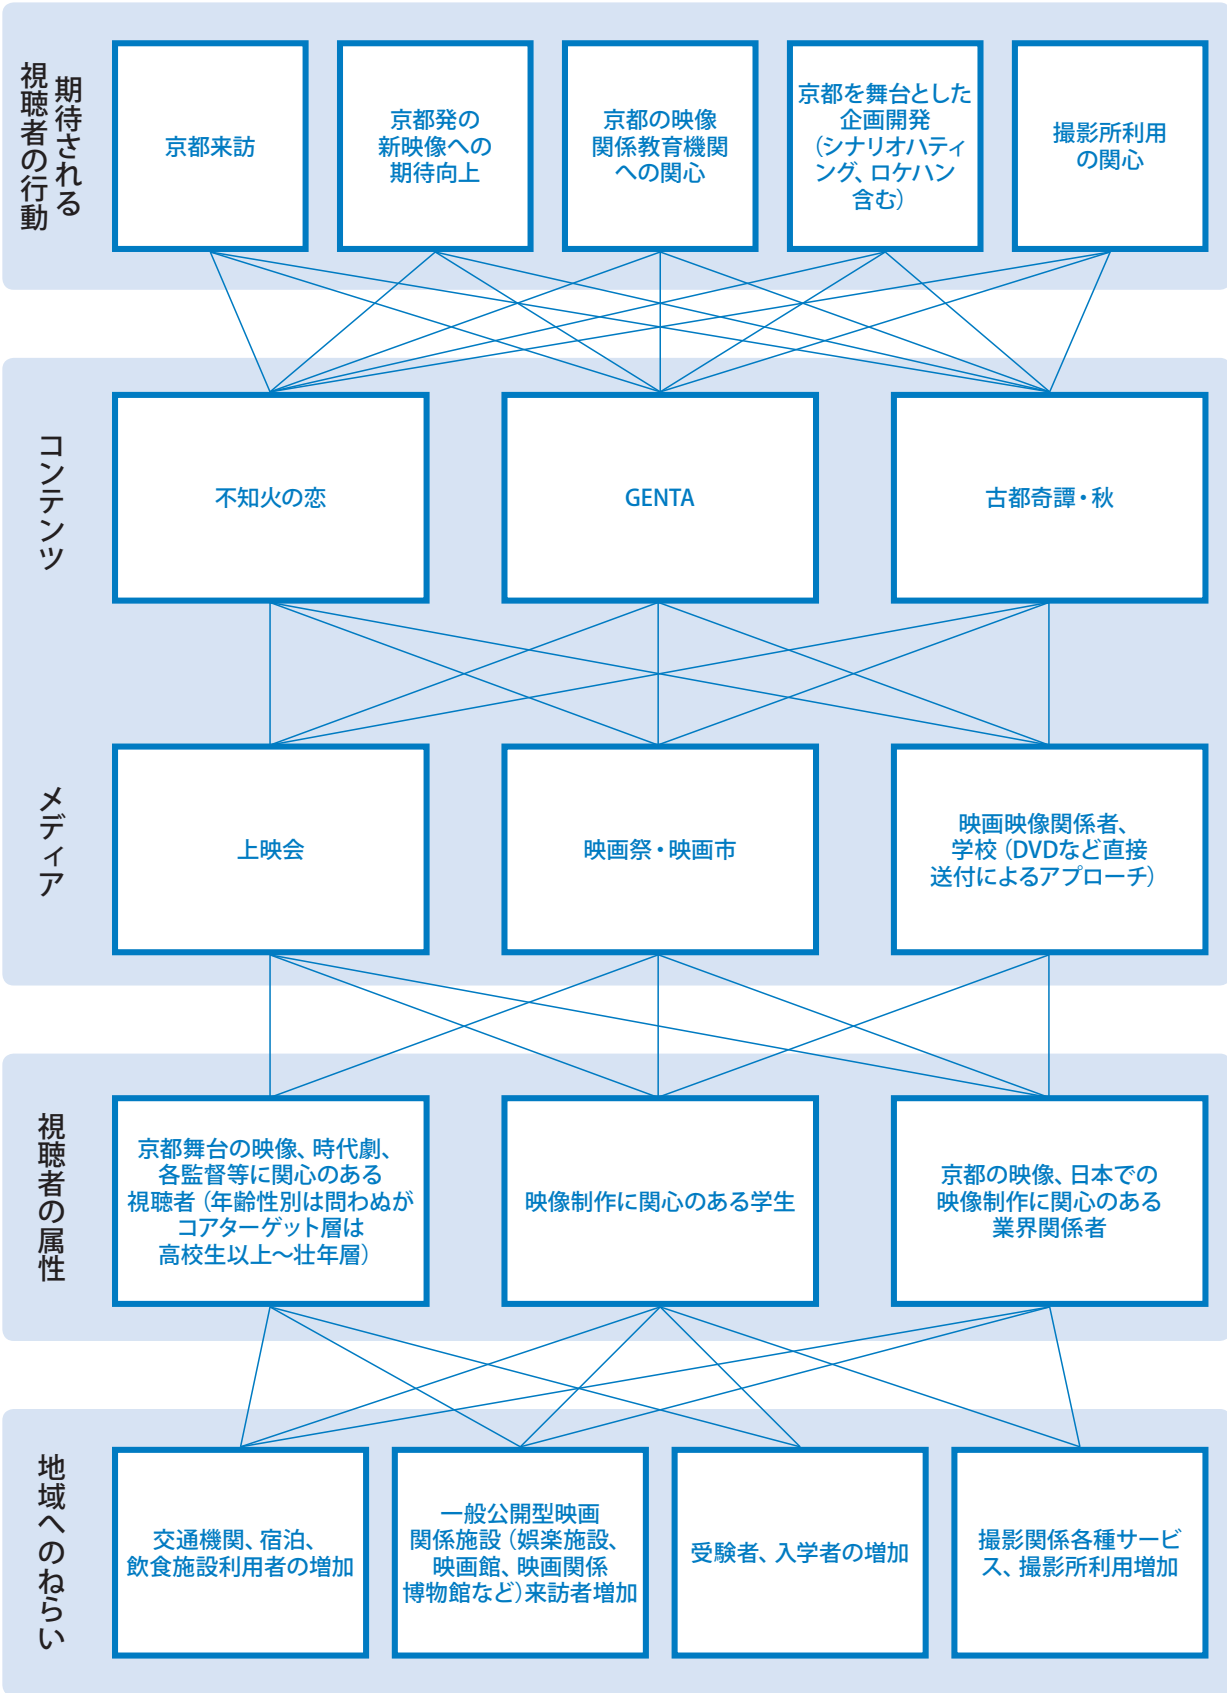 期待される
視聴者の行動
京都来訪
京都発の
新映像への
期待向上
京都の映像
関係教育機関
への関心
京都を舞台とした
企画開発
（シナリオハティ
ング、ロケハン
含む）
撮影所利用
の関心
コンテンツ
不知火の恋
GENTA
古都奇譚・秋
メディア
上映会
映画祭・映画市
映画映像関係者、
学校（DVDなど直接
送付によるアプローチ）
視聴者の属性
京都舞台の映像、時代劇、
各監督等に関心のある
視聴者（年齢性別は問わぬが
コアターゲット層は
高校生以上～壮年層）
映像制作に関心のある学生
京都の映像、日本での
映像制作に関心のある
業界関係者
地域へのねらい
交通機関、宿泊、
飲食施設利用者の増加
一般公開型映画
関係施設（娯楽施設、
映画館、映画関係
博物館など）来訪者増加
受験者、入学者の増加
撮影関係各種サービ
ス、撮影所利用増加